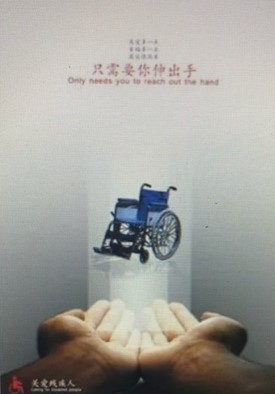 只需要你伸出手
Only needs you to reach out the hand
关爱残疾人
Caring for disabled people